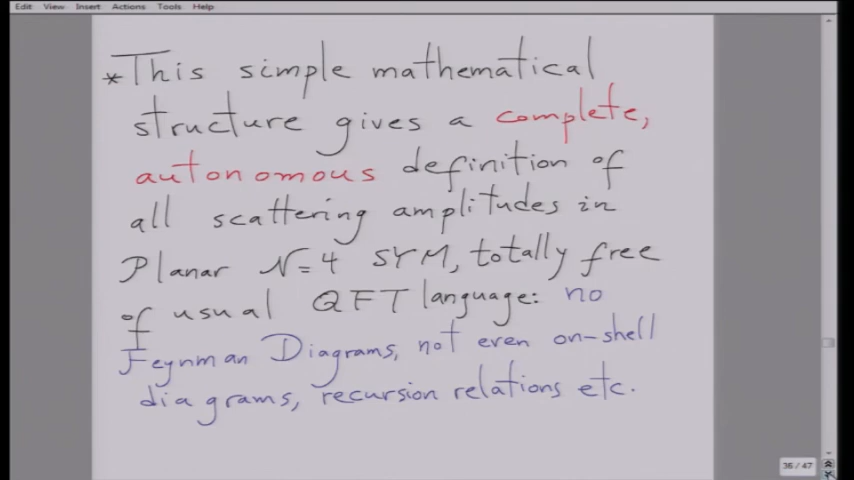 Edit View Insert Actions Tools Help
* This simple mathematical
structure gives a complete,
autonomous definition of
all scattering amplitudes in
Planar N=4 SYM, totally free
of usual QFT language: no
Feynman Diagrams, not even on-shell
diagrams, recursion relations etc.
36 / 47